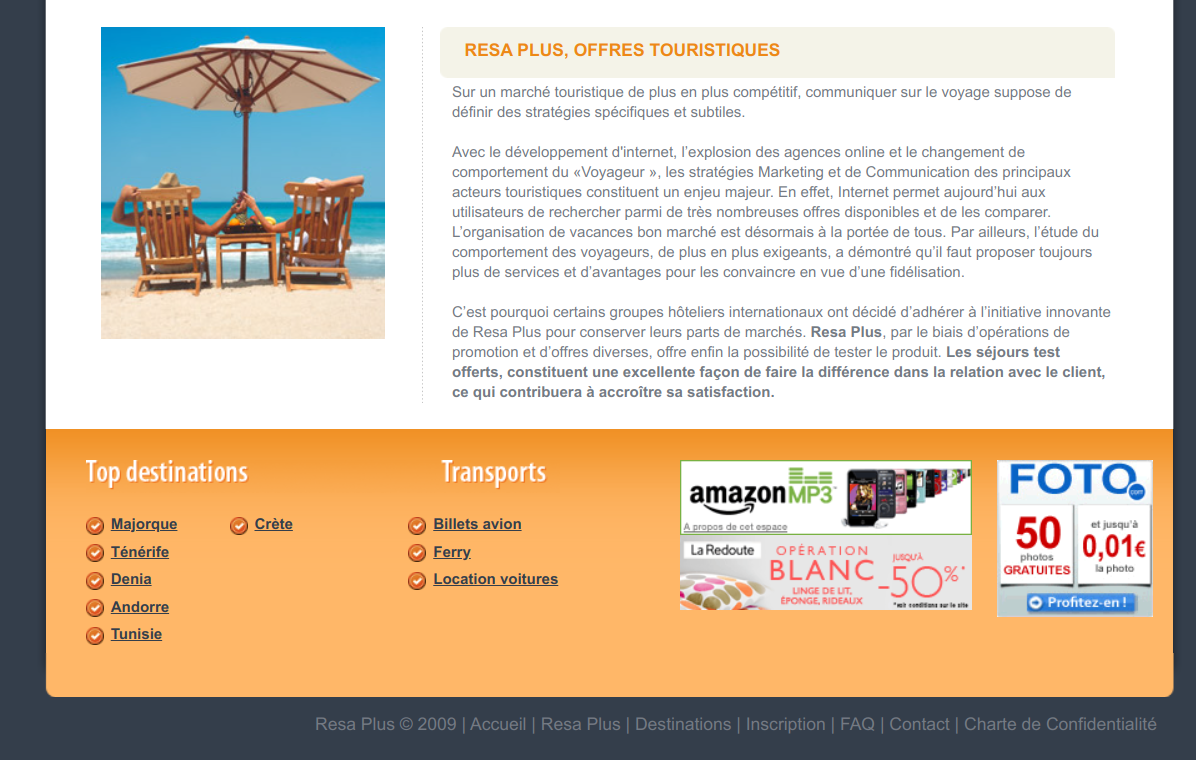 RESA PLUS, OFFRES TOURISTIQUES
Sur un marché touristique de plus en plus compétitif, communiquer sur le voyage suppose de
définir des stratégies spécifiques et subtiles.
Avec le développement d'internet, l’explosion des agences online et le changement de
comportement du «Voyageur », les stratégies Marketing et de Communication des principaux
acteurs touristiques constituent un enjeu majeur. En effet, Internet permet aujourd’hui aux
utilisateurs de rechercher parmi de très nombreuses offres disponibles et de les comparer.
L’organisation de vacances bon marché est désormais à la portée de tous. Par ailleurs, l’étude du
comportement des voyageurs, de plus en plus exigeants, a démontré qu’il faut proposer toujours
plus de services et d’avantages pour les convaincre en vue d’une fidélisation.
C’est pourquoi certains groupes hôteliers internationaux ont décidé d’adhérer à l’initiative innovante
de Resa Plus pour conserver leurs parts de marchés. Resa Plus, par le biais d’opérations de
promotion et d’offres diverses, offre enfin la possibilité de tester le produit. Les séjours test
offerts, constituent une excellente façon de faire la différence dans la relation avec le client,
ce qui contribuera à accroître sa satisfaction.
Top destinations
Majorque
Ténérife
Denia
Andorre
Tunisie
Crète
Transports
Billets avion
Ferry
Location voitures
amazonMP3
A propos de cet espace
La Redoute
OPÉRATION
BLANC
LINGE DE LIT,
ÉPONGE, RIDEAUX
JUSQU'À
-50%*
*voir conditions sur le site
FOTO.com
50
photos
GRATUITES
et jusqu'à
0,01€
la photo
Profitez-en !
Resa Plus © 2009 | Accueil | Resa Plus | Destinations | Inscription | FAQ | Contact | Charte de Confidentialité